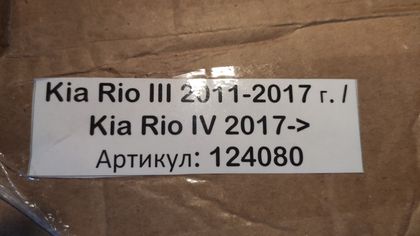 Kia Rio III 2011-2017 г. /
Kia Rio IV 2017->
Артикул: 124080